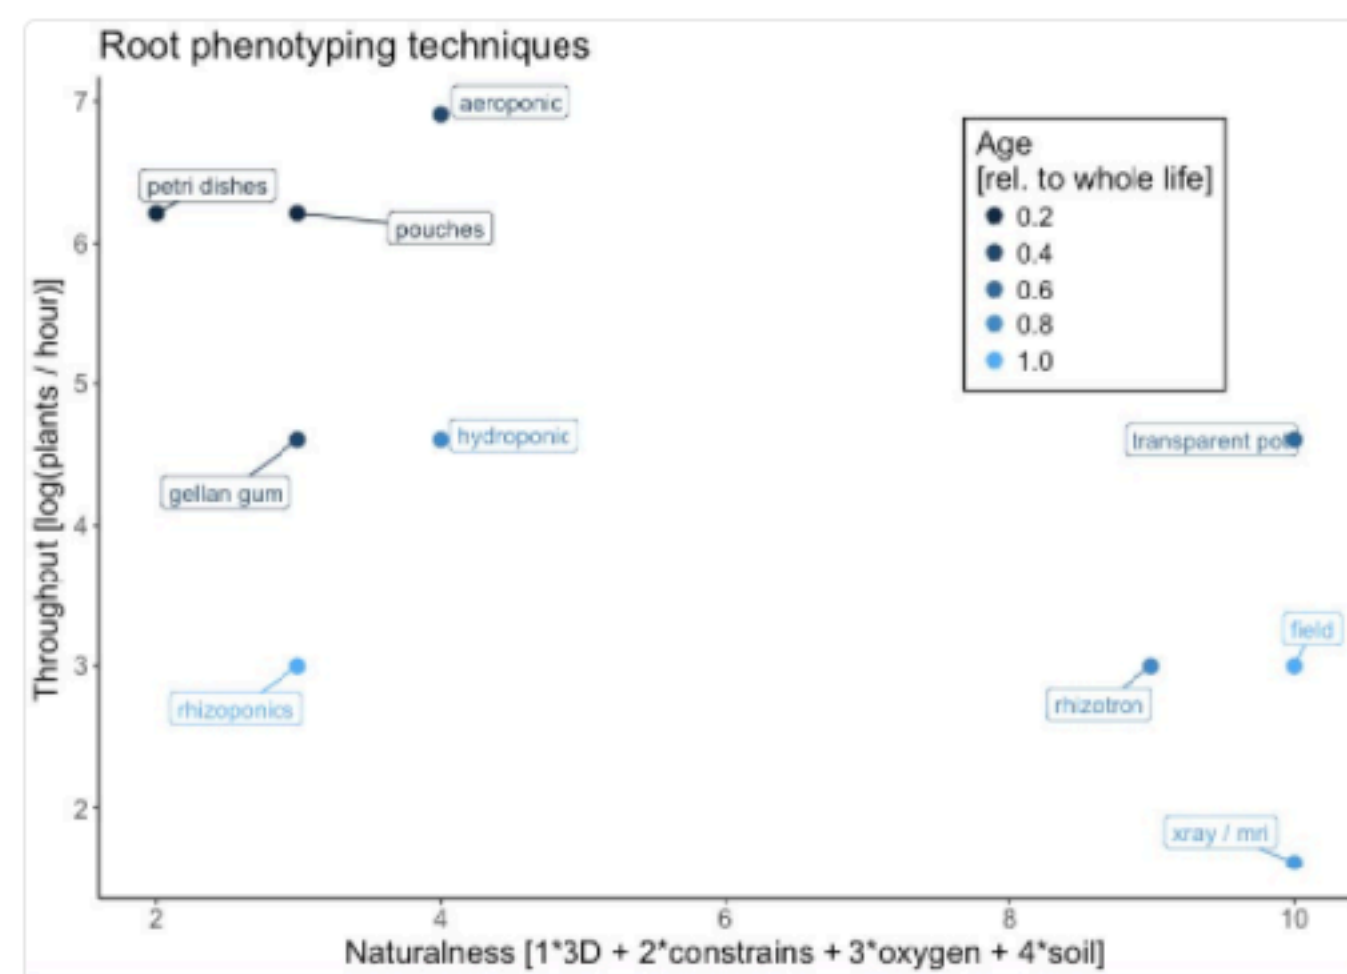 Root phenotyping techniques
7
aeroponic
petri dishes
pouches
6
Age
[rel. to whole life]
0.2
0.4
0.6
0.8
1.0
5
hydroponic
transparent
gellan gum
4
field
3
rhizoponics
rhizotron
2
xray / mri
Throughput [log(plants / hour)]
2 4 6 8 10
Naturalness [1*3D + 2*constrains + 3*oxygen + 4*soil]